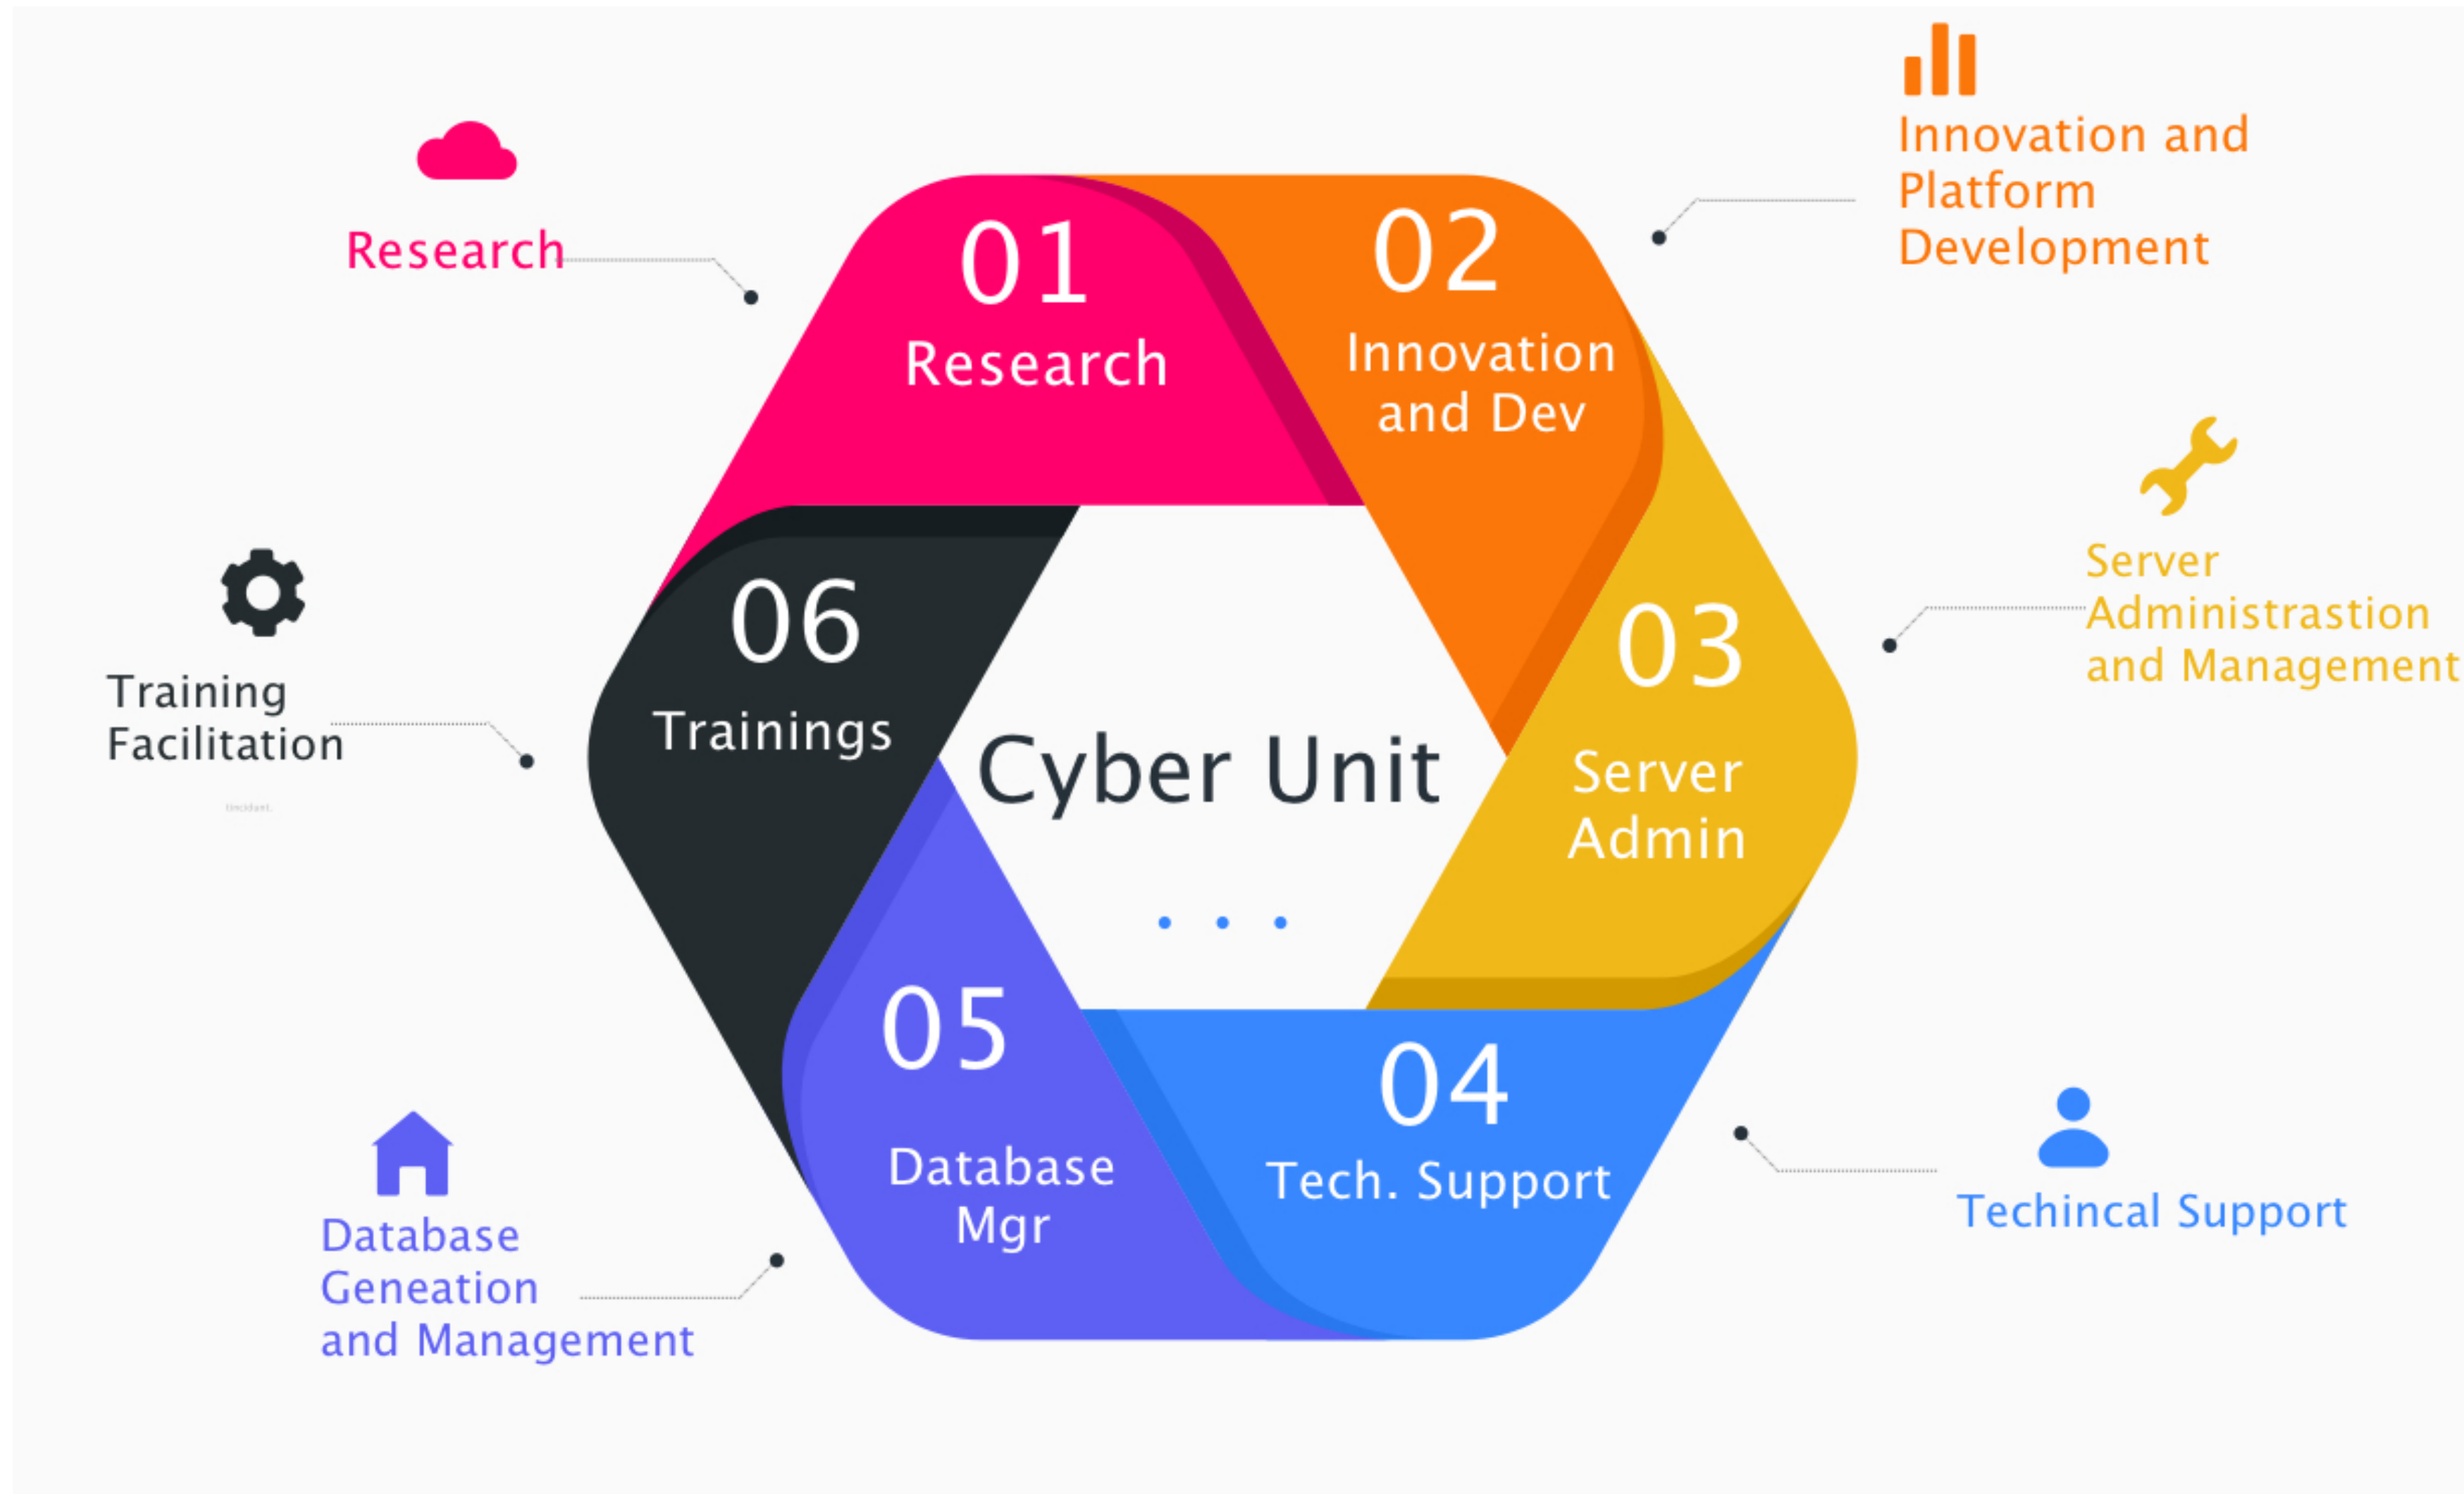 Research
Innovation and
Platform
Development
01
Research
02
Innovation
and Dev
Server
Administrastion
and Management
03
Server
Admin
06
Trainings
Training
Facilitation
tincidunt.
Cyber Unit
05
Database
Mgr
04
Tech. Support
Techincal Support
Database
Geneation
and Management